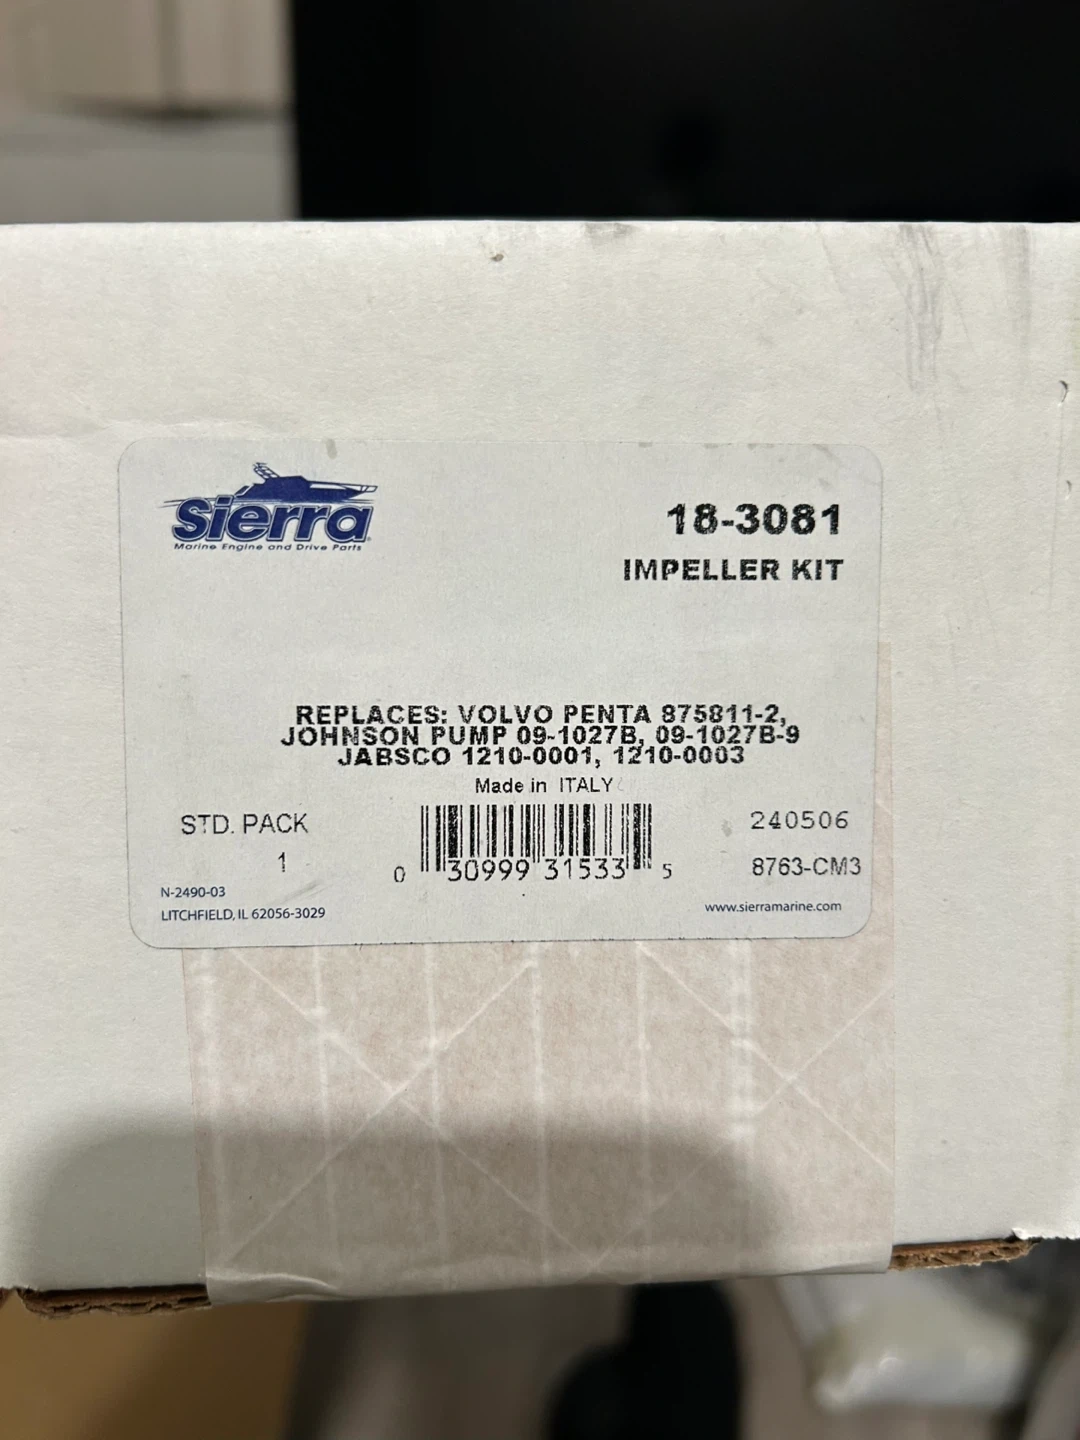 Sierra
Marine Engine and Drive Parts
18-3081
IMPELLER KIT
REPLACES: VOLVO PENTA 875811-2,
JOHNSON PUMP 09-1027B, 09-1027B-9
JABSCO 1210-0001, 1210-0003
Made in ITALY
STD. PACK
1
0 30999 31533 5
240506
8763-CM3
N-2490-03
LITCHFIELD, IL 62056-3029
www.sierramarine.com